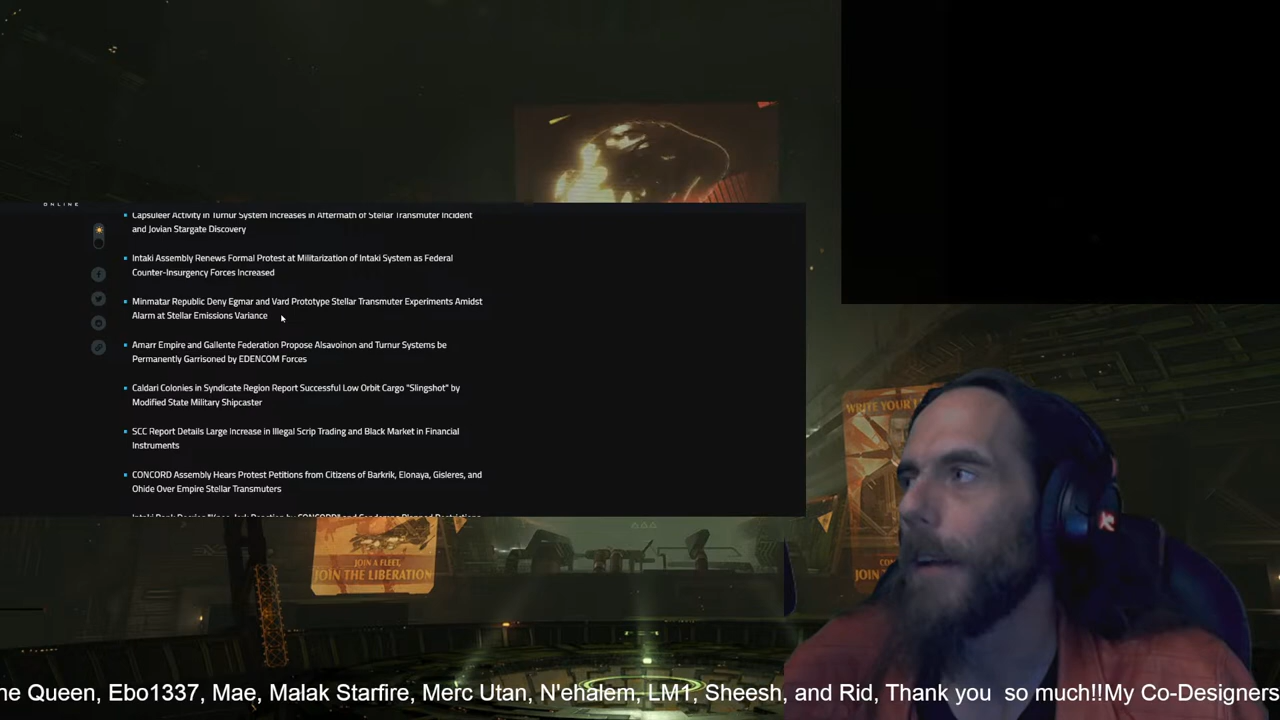 ONLINE
Capsuleer Activity in Turnur System Increases in Aftermath of Stellar Transmuter Incident
and Jovian Stargate Discovery
Intaki Assembly Renews Formal Protest at Militarization of Intaki System as Federal
Counter-Insurgency Forces Increased
Minmatar Republic Deny Egmar and Vard Prototype Stellar Transmuter Experiments Amidst
Alarm at Stellar Emissions Variance
Amarr Empire and Gallente Federation Propose Alsavoinon and Turnur Systems be
Permanently Garrisoned by EDENCOM Forces
Caldari Colonies in Syndicate Region Report Successful Low Orbit Cargo "Slingshot" by
Modified State Military Shipcaster
SCC Report Details Large Increase in Illegal Scrip Trading and Black Market in Financial
Instruments
CONCORD Assembly Hears Protest Petitions from Citizens of Barkrik, Elonaya, Gisleres, and
Ohide Over Empire Stellar Transmuters
WRITE YOUR
JOIN A FLEET,
JOIN THE LIBERATION
JOIN
he Queen, Ebo1337, Mae, Malak Starfire, Merc Utan, N'ehalem, LM1, Sheesh, and Rid, Thank you so much!!My Co-Designers